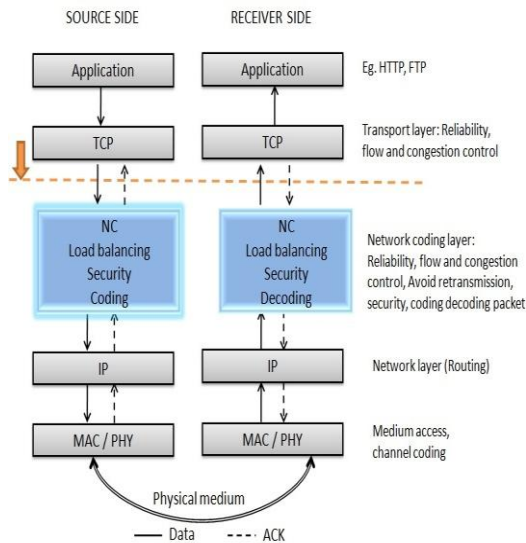 SOURCE SIDE
RECEIVER SIDE
Application
Application
Eg. HTTP, FTP
TCP
TCP
Transport layer: Reliability,
flow and congestion control
NC
Load balancing
Security
Coding
NC
Load balancing
Security
Decoding
Network coding layer:
Reliability, flow and congestion
control, Avoid retransmission,
security, coding decoding packet
IP
IP
Network layer (Routing)
MAC / PHY
MAC / PHY
Medium access,
channel coding
Physical medium
Data
ACK